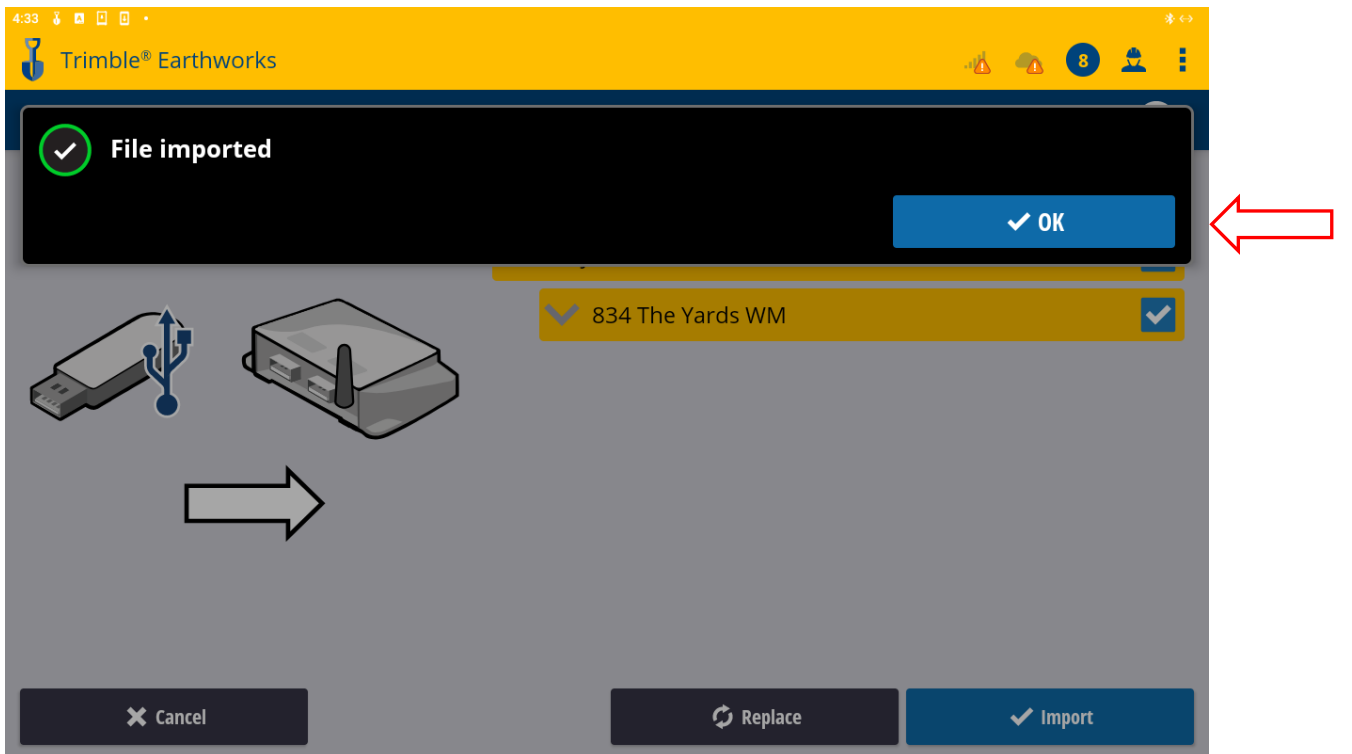 4:33
Trimble® Earthworks
8
File imported
OK
834 The Yards WM
Cancel
Replace
Import